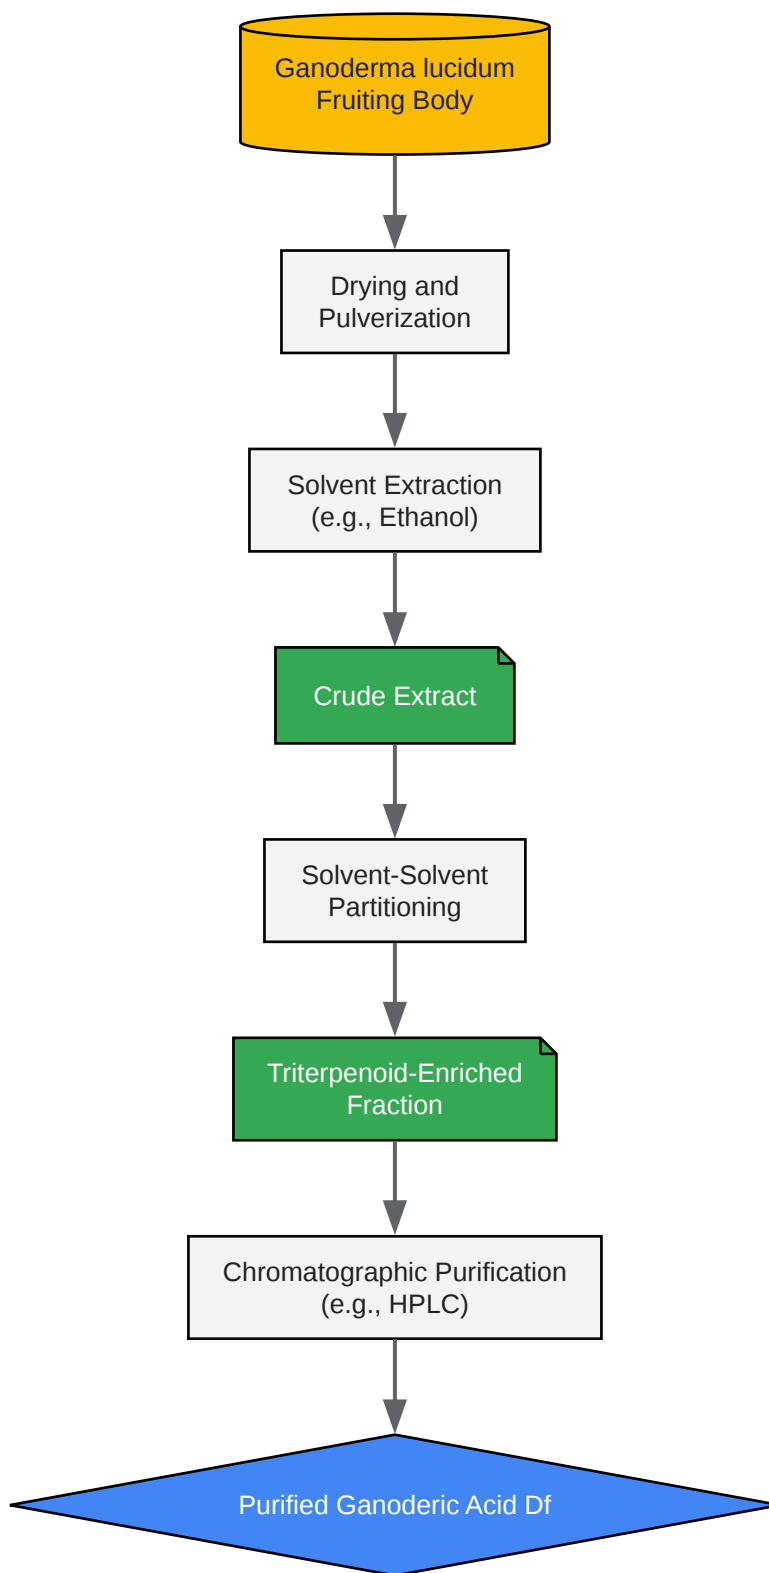 Ganoderma lucidum
Fruiting Body
Drying and
Pulverization
Solvent Extraction
(e.g., Ethanol)
Crude Extract
Solvent-Solvent
Partitioning
Triterpenoid-Enriched
Fraction
Chromatographic Purification
(e.g., HPLC)
Purified Ganoderic Acid Df